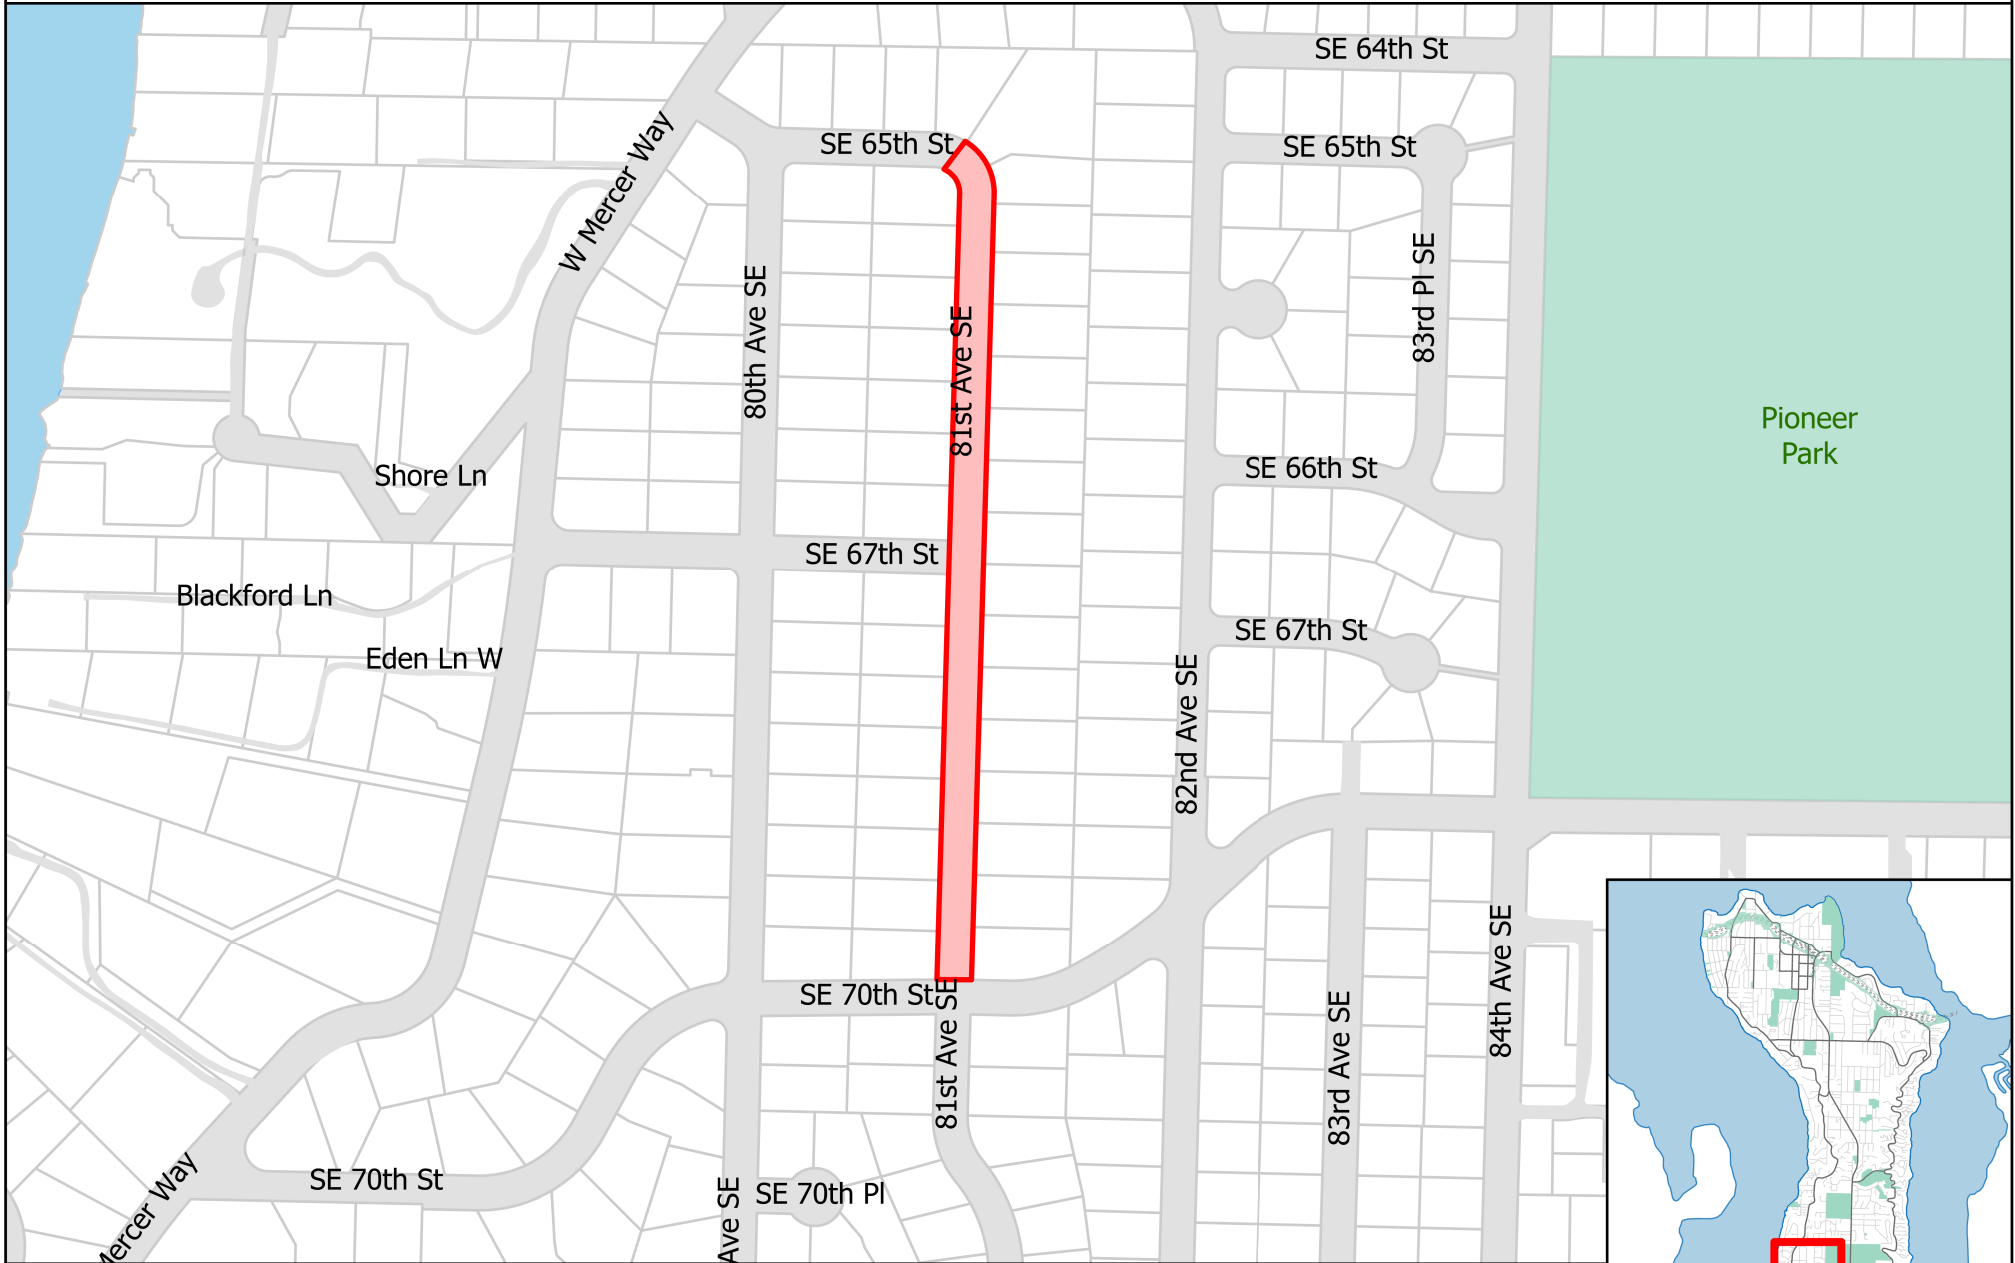 SE 64th St
SE 65th St
SE 65th St
W Mercer Way
83rd Pl SE
80th Ave SE
81st Ave SE
Pioneer
Park
SE 66th St
Shore Ln
SE 67th St
Blackford Ln
SE 67th St
Eden Ln W
82nd Ave SE
SE 70th St
84th Ave SE
81st Ave SE
83rd Ave SE
SE 70th St
SE 70th Pl
Mercer Way
Ave SE